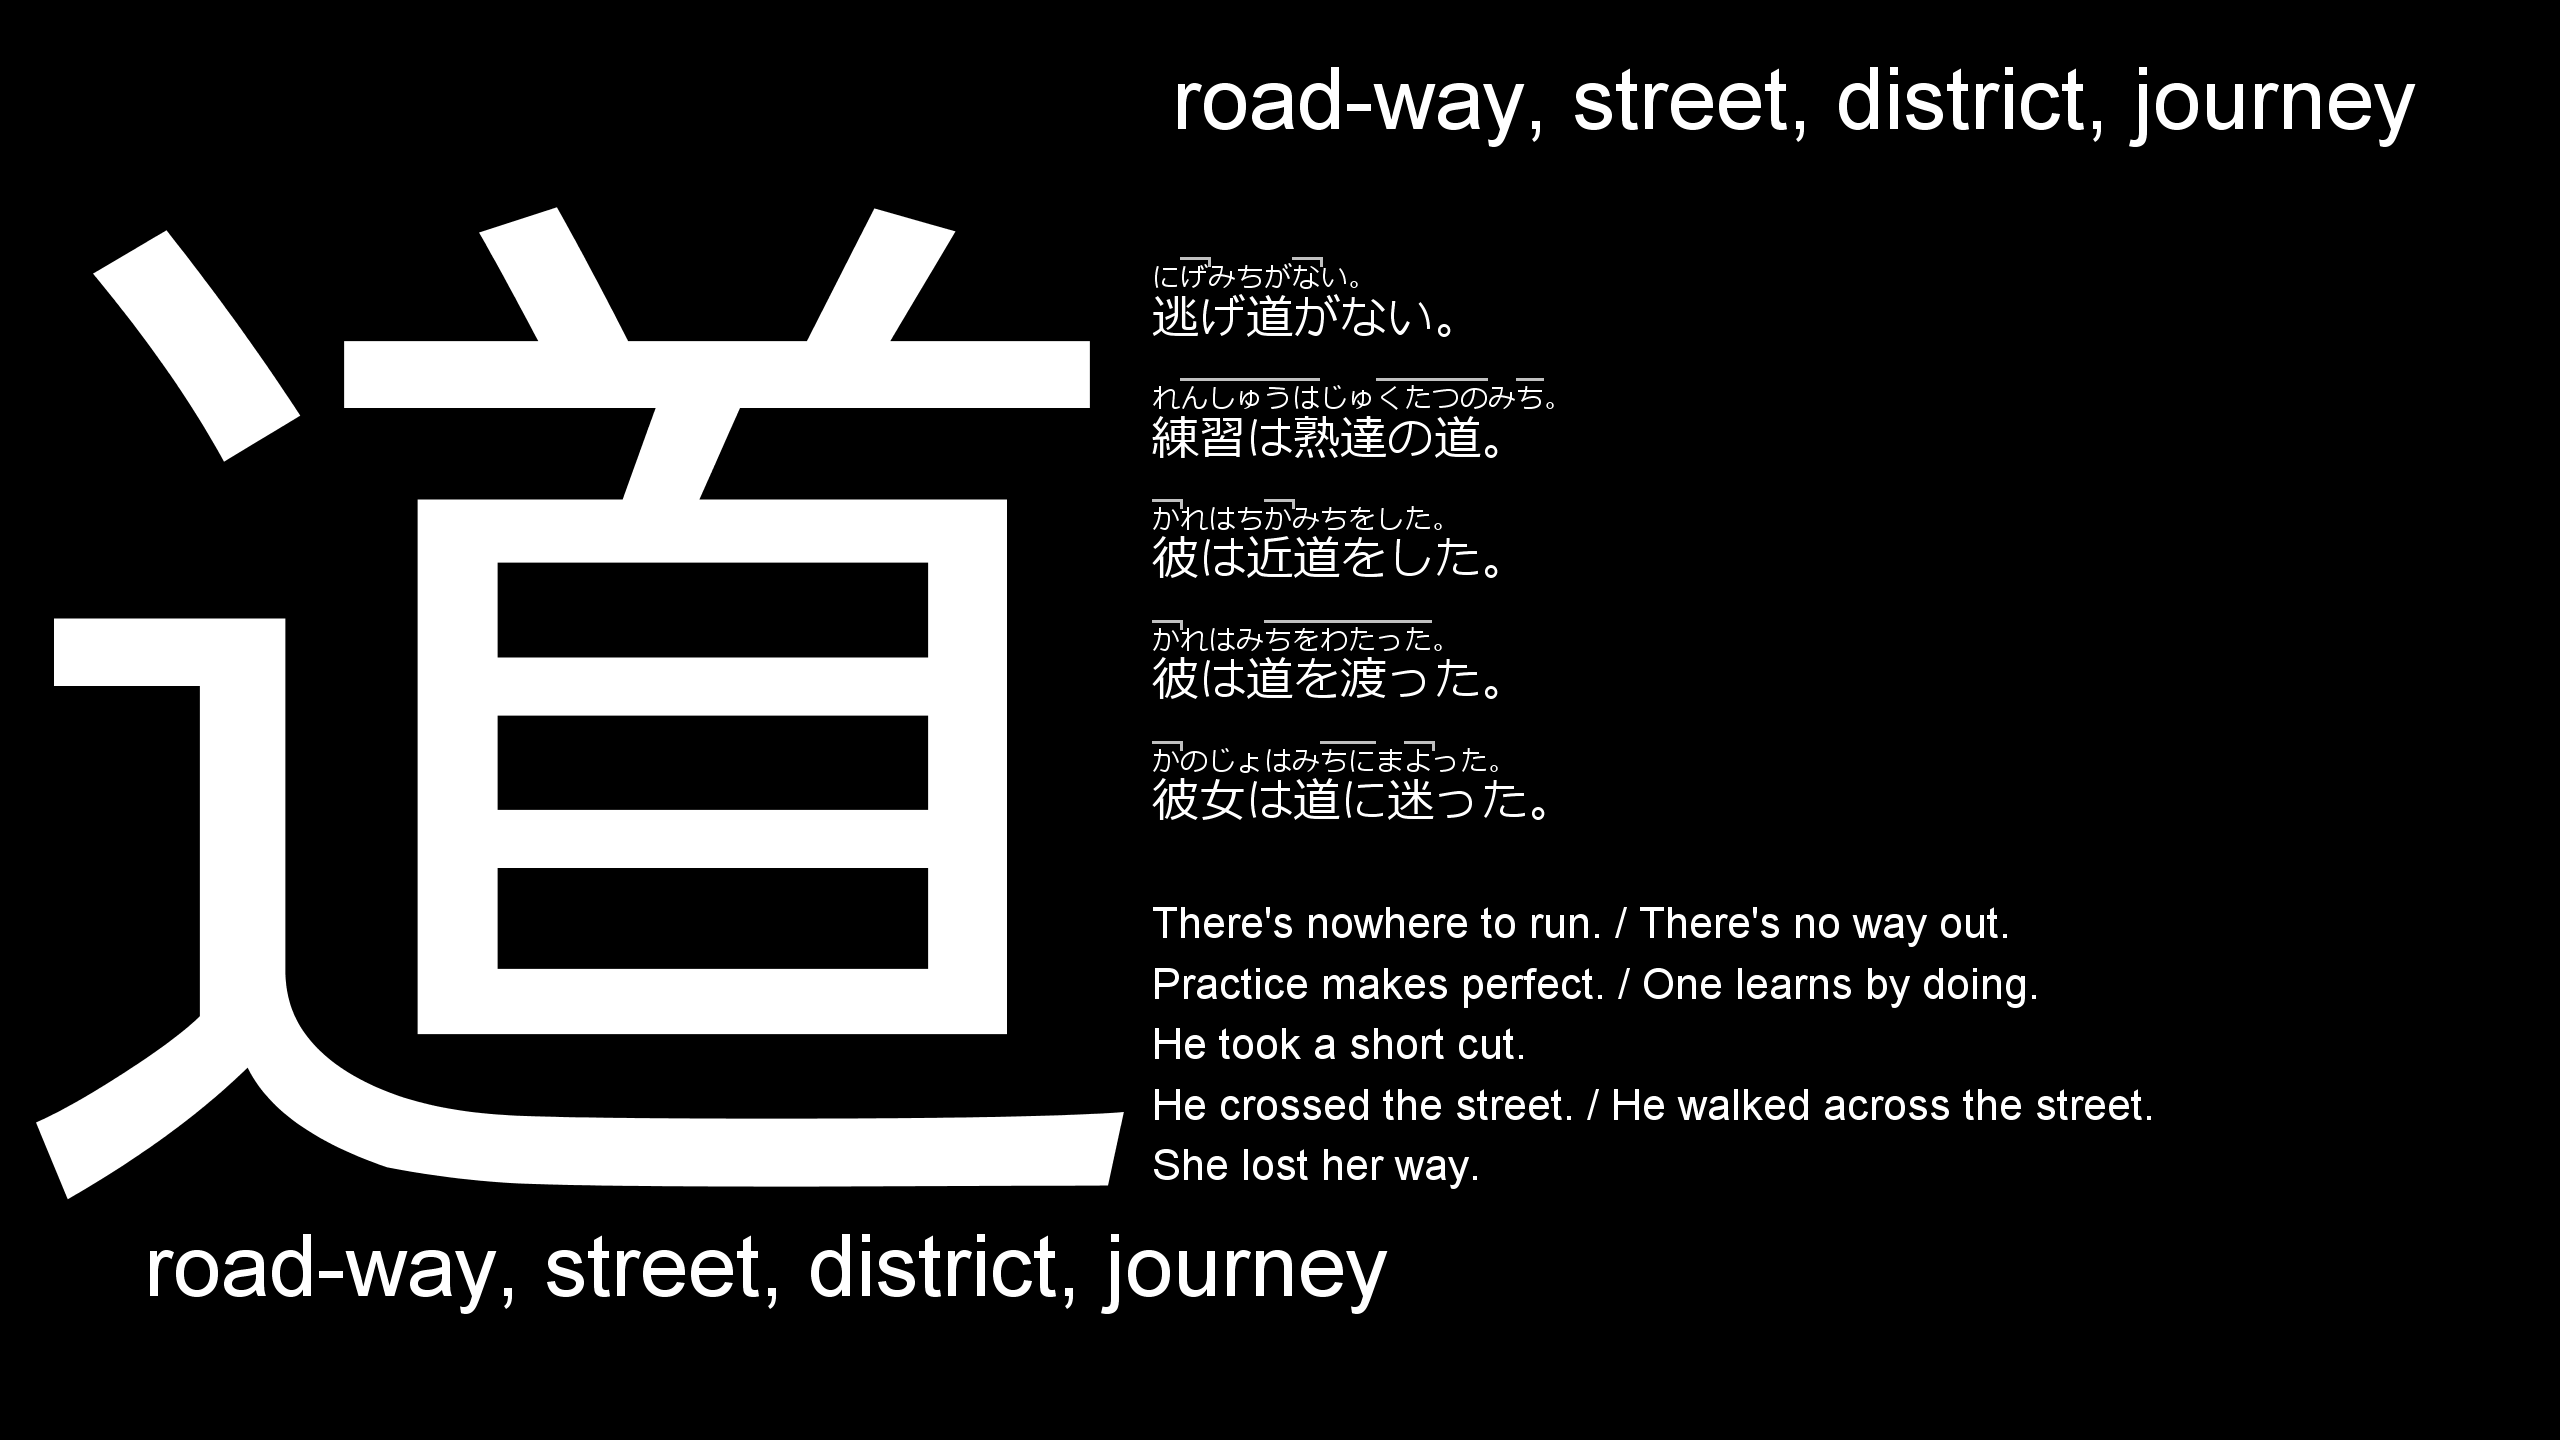 road-way, street, district, journey
道
にげみちがない。
逃げ道がない。
れんしゅうはじゅくたつのみち。
練習は熟達の道。
かれはちかみちをした。
彼は近道をした。
かれはみちをわたった。
彼は道を渡った。
かのじょはみちにまよった。
彼女は道に迷った。
There's nowhere to run. / There's no way out.
Practice makes perfect. / One learns by doing.
He took a short cut.
He crossed the street. / He walked across the street.
She lost her way.
road-way, street, district, journey